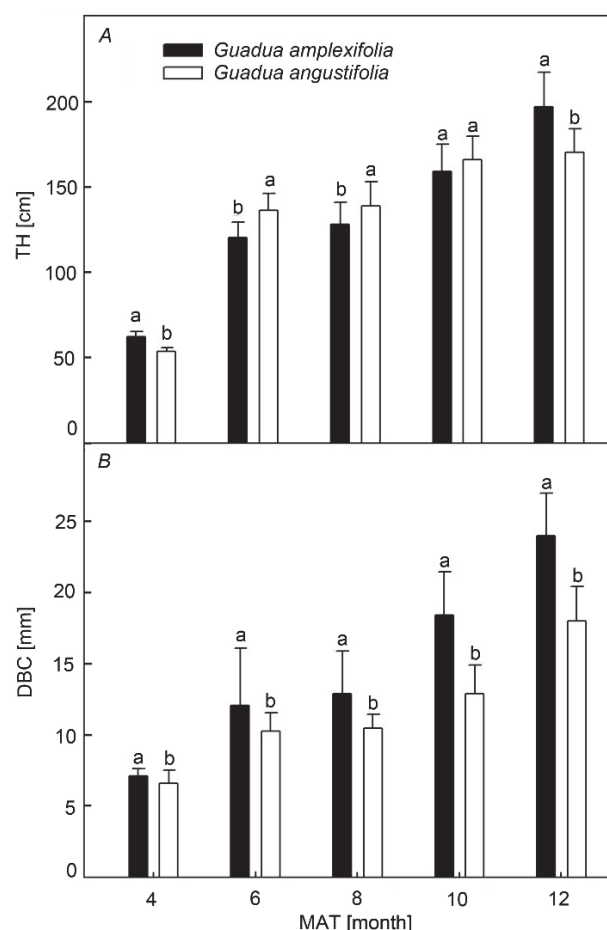 A
Guadua amplexifolia
Guadua angustifolia
TH [cm]
200
150
100
50
0
a b
b a
b a
a a
a b
B
DBC [mm]
25
20
15
10
5
0
a b
a b
a b
a b
a b
4 6 8 10 12
MAT [month]